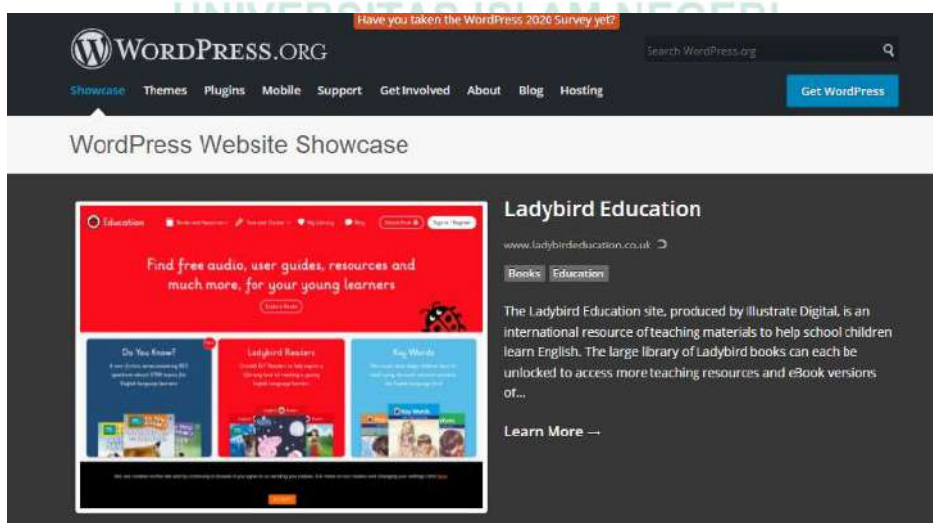 UNIVERSITAS ISLAM NEGERI
Have you taken the WordPress 2020 Survey yet?
WORDPRESS.ORG
Search WordPress.org
Showcase Themes Plugins Mobile Support Get Involved About Blog Hosting
Get WordPress
WordPress Website Showcase
Education
Blog
Find free audio, user guides, resources and
much more, for your young learners
Explore Books
Do You Know?
Ladybird Readers
Key Words
Ladybird Education
www.ladybirdeducation.co.uk
Books Education
The Ladybird Education site, produced by Illustrate Digital, is an
international resource of teaching materials to help school children
learn English. The large library of Ladybird books can each be
unlocked to access more teaching resources and eBook versions
of...
Learn More →